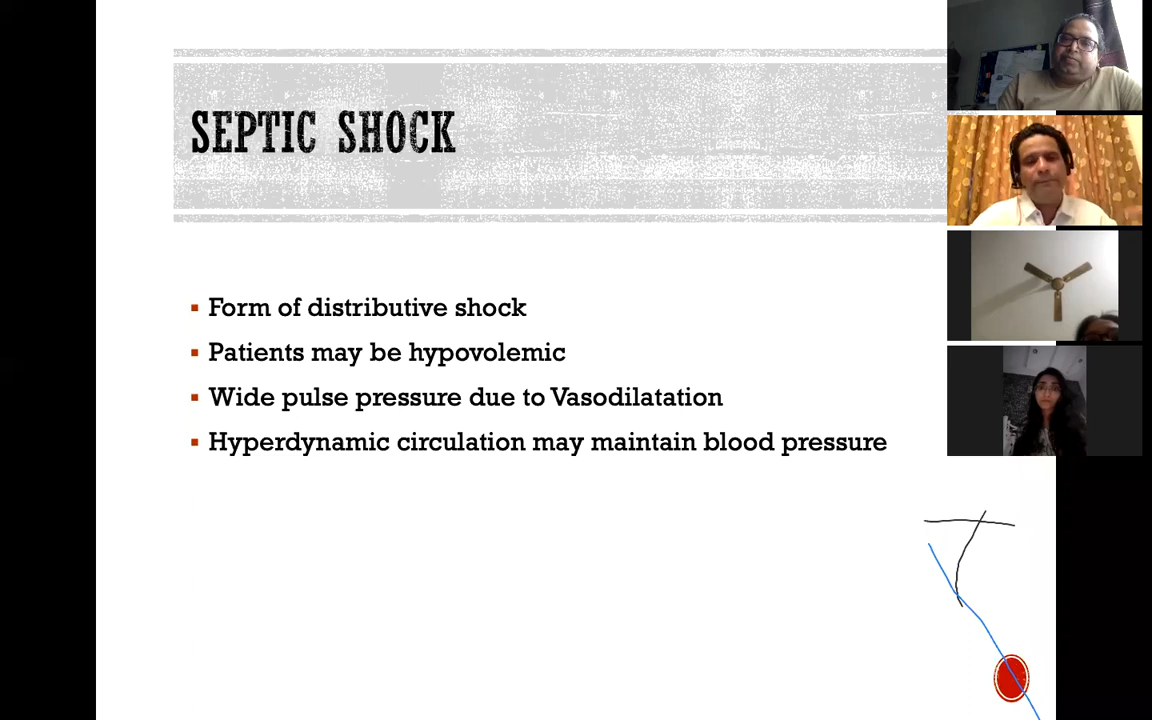 SEPTIC SHOCK
Form of distributive shock
Patients may be hypovolemic
Wide pulse pressure due to Vasodilatation
Hyperdynamic circulation may maintain blood pressure